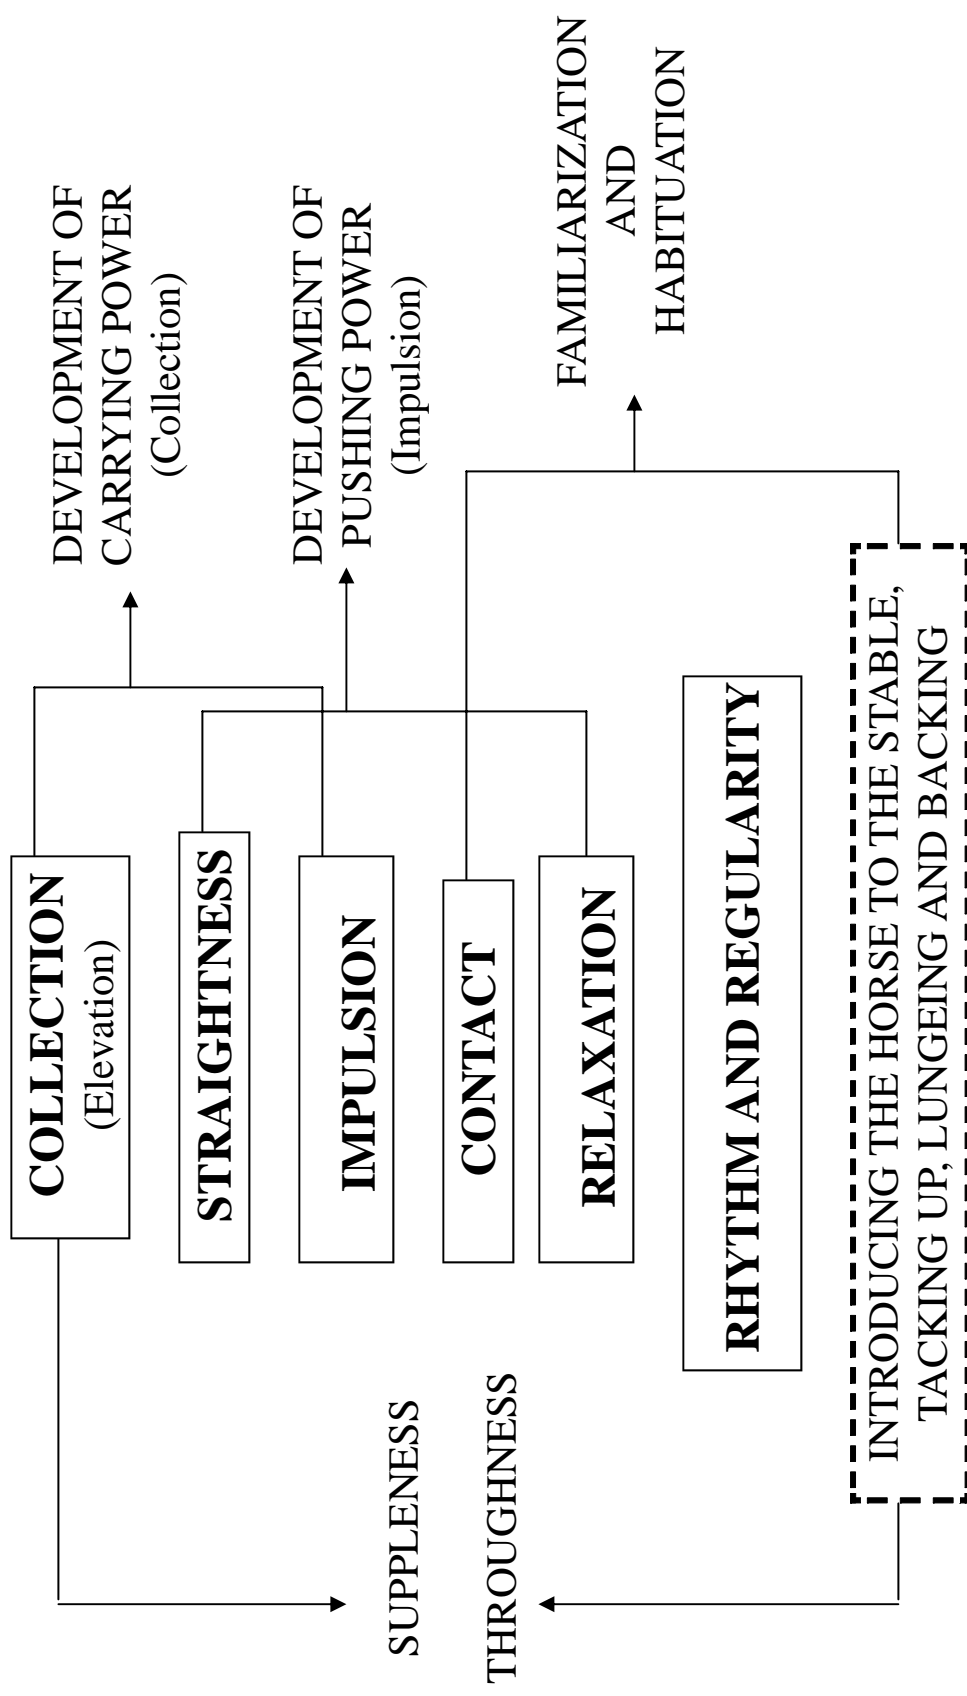 DEVELOPMENT OF
CARRYING POWER
(Collection)
DEVELOPMENT OF
PUSHING POWER
(Impulsion)
FAMILIARIZATION
AND
HABITUATION
COLLECTION
(Elevation)
STRAIGHTNESS
IMPULSION
CONTACT
RELAXATION
RHYTHM AND REGULARITY
INTRODUCING THE HORSE TO THE STABLE,
TACKING UP, LUNGEING AND BACKING
SUPPLENESS
THROUGHNESS